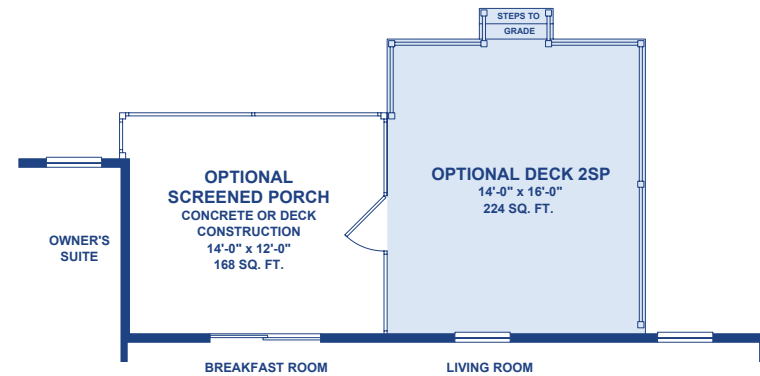 STEPS TO
GRADE
OPTIONAL
SCREENED PORCH
CONCRETE OR DECK
CONSTRUCTION
14'-0" x 12'-0"
168 SQ. FT.
OPTIONAL DECK 2SP
14'-0" x 16'-0"
224 SQ. FT.
OWNER'S
SUITE
BREAKFAST ROOM
LIVING ROOM